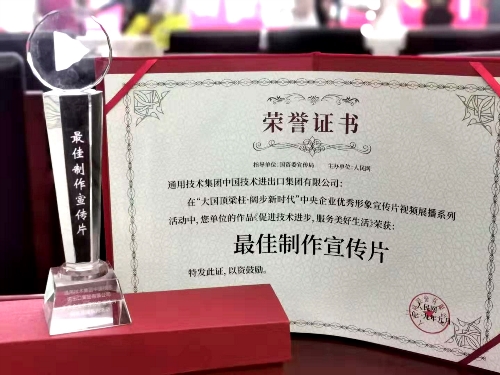 最佳制作宣传片
荣誉证书
指导单位:国资委宣传局 主办单位:人民网
通用技术集团中国技术进出口集团有限公司:
在“大国顶梁柱·阔步新时代”中央企业优秀形象宣传片视频展播系列
活动中,您单位的作品《促进技术进步,服务美好生活》荣获:
最佳制作宣传片
特发此证,以资鼓励。
人民网